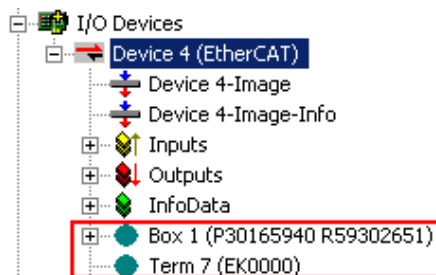 I/O Devices
Device 4 (EtherCAT)
Device 4-Image
Device 4-Image-Info
Inputs
Outputs
InfoData
Box 1 (P30165940 R59302651)
Term 7 (EK0000)